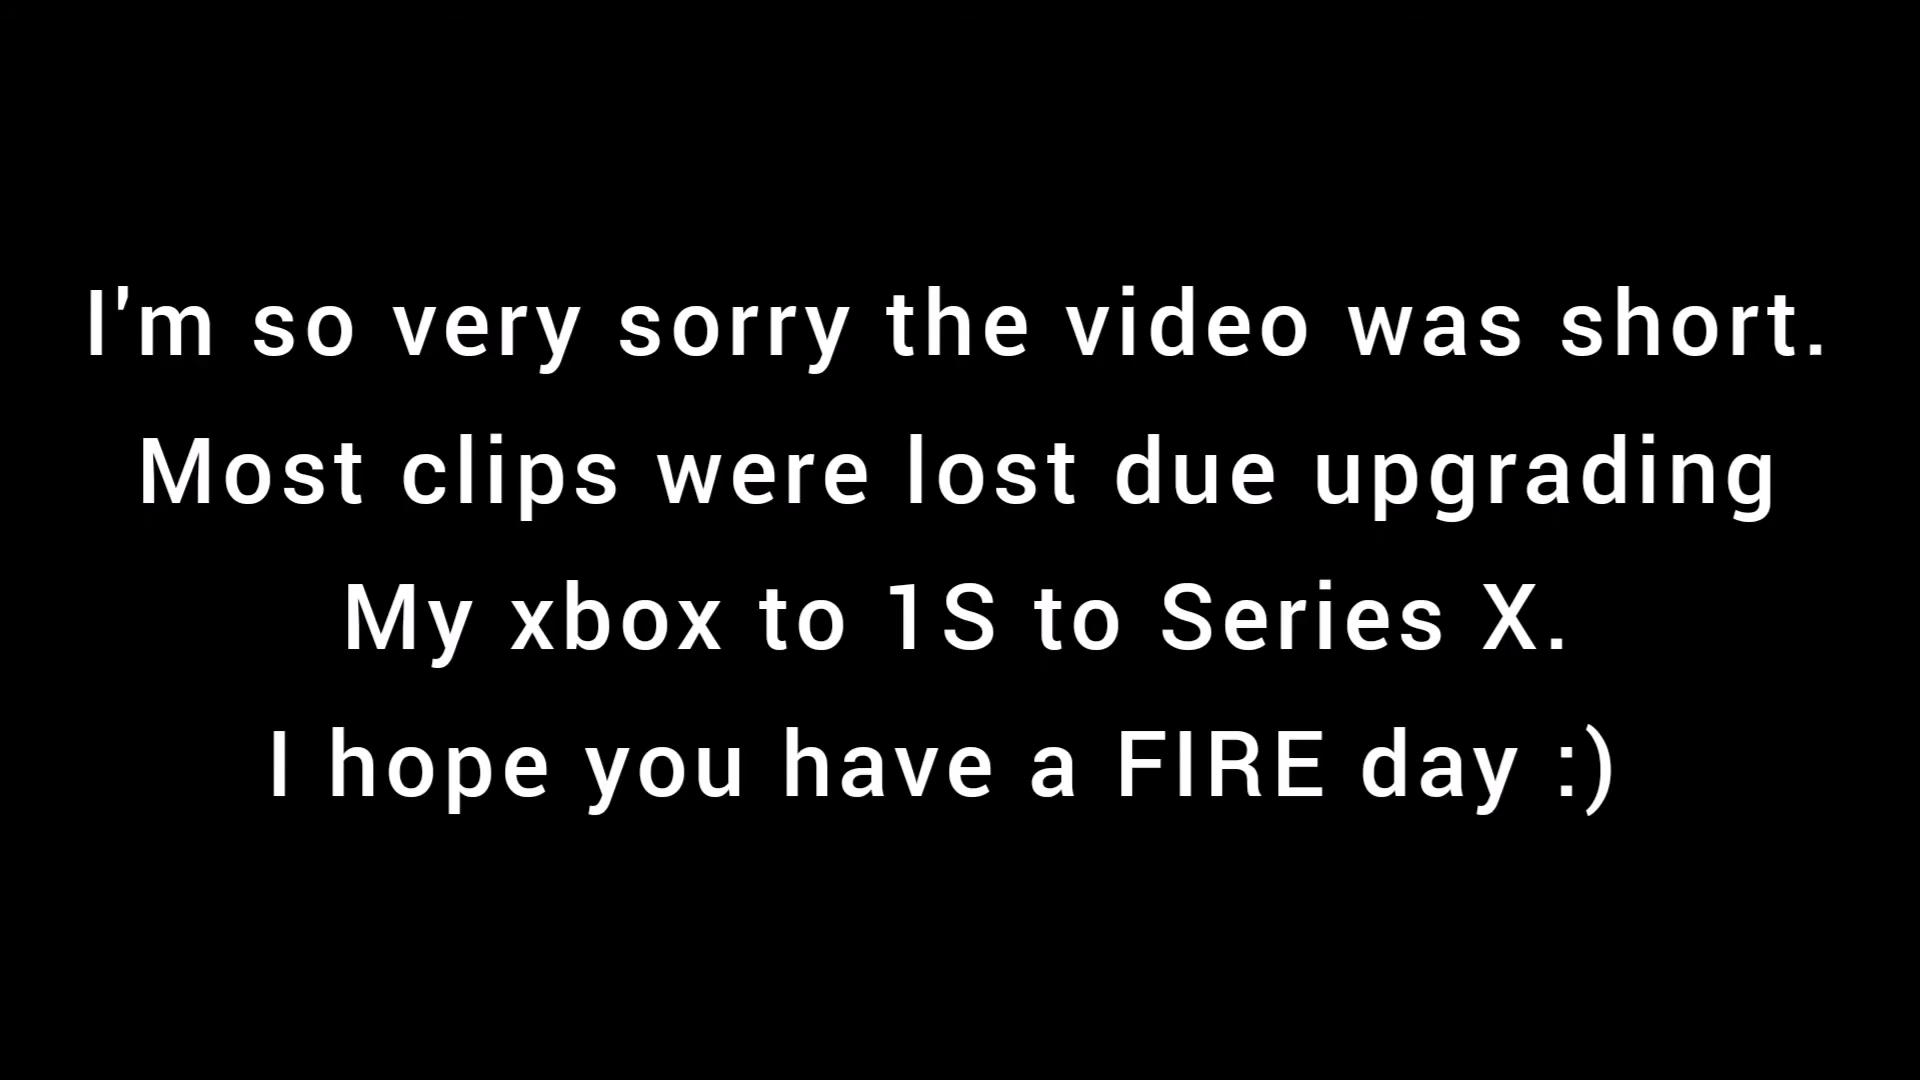 I'm so very sorry the video was short.
Most clips were lost due upgrading
My xbox to 1S to Series X.
I hope you have a FIRE day :)